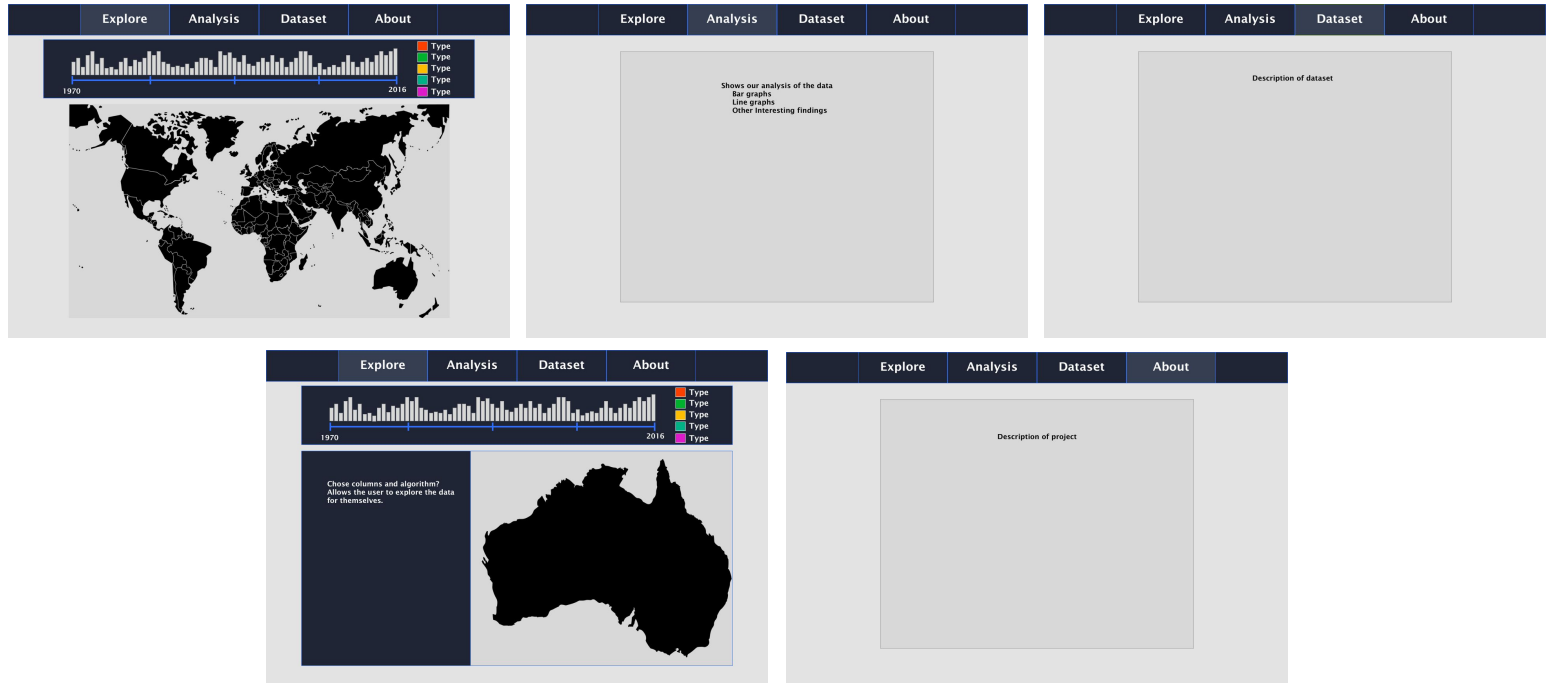 Explore Analysis Dataset About
Type
Type
Type
Type
Type
1970 2016
Explore Analysis Dataset About
Shows our analysis of the data
Bar graphs
Line graphs
Other Interesting findings
Explore Analysis Dataset About
Description of dataset
Explore Analysis Dataset About
Type
Type
Type
Type
Type
1970 2016
Chose columns and algorithm?
Allows the user to explore the data
for themselves.
Explore Analysis Dataset About
Description of project